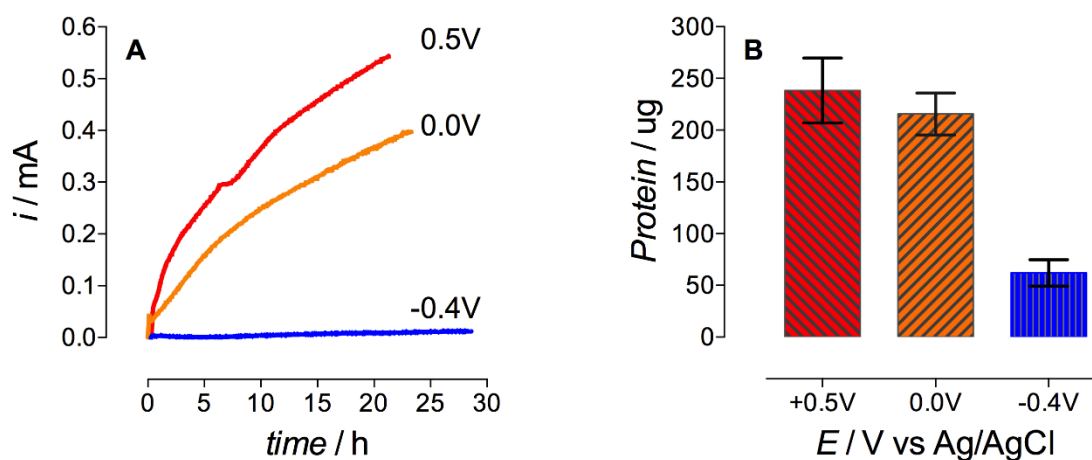 A
0.6
0.5
0.4
0.3
0.2
0.1
0.0
i / mA
0.5V
0.0V
-0.4V
0 5 10 15 20 25 30
time / h
B
300
250
200
150
100
50
0
Protein / ug
+0.5V 0.0V -0.4V
E / V vs Ag/AgCl